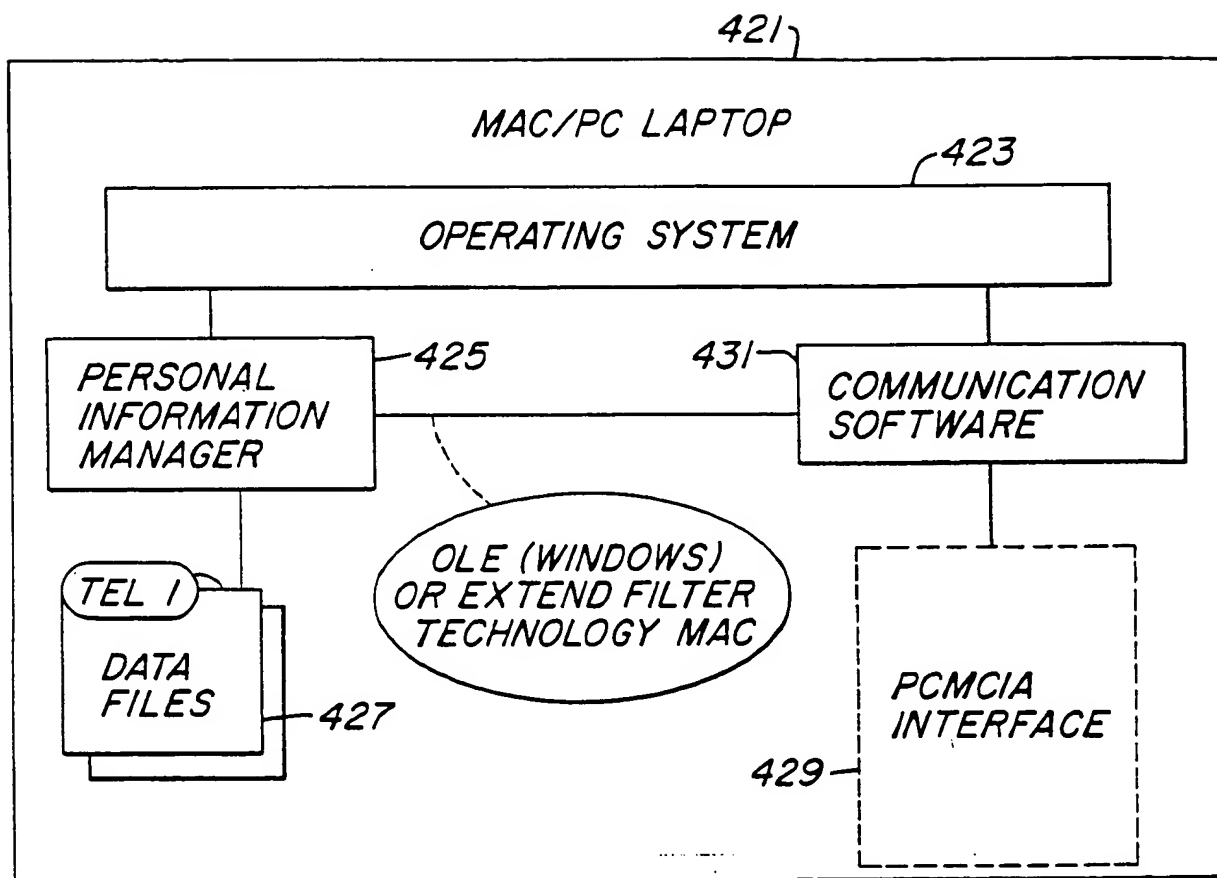 421
MAC/PC LAPTOP
423
OPERATING SYSTEM
PERSONAL
INFORMATION
MANAGER
425
431
COMMUNICATION
SOFTWARE
OLE (WINDOWS)
OR EXTEND FILTER
TECHNOLOGY MAC
TEL 1
DATA
FILES
427
PCMCIA
INTERFACE
429